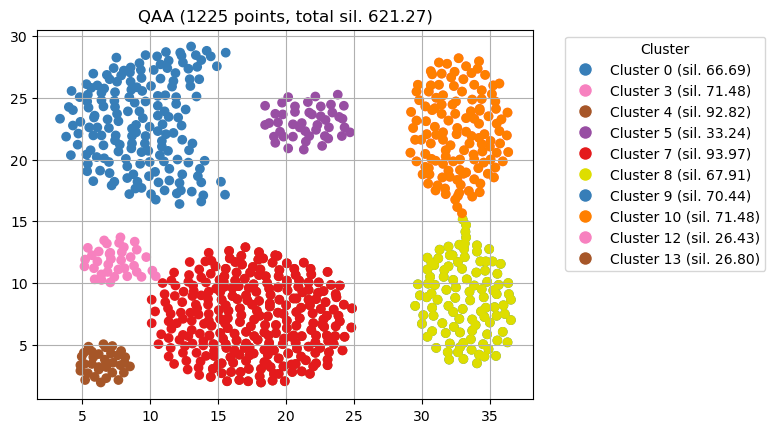 QAA (1225 points, total sil. 621.27)
30
25
20
15
10
5
5 10 15 20 25 30 35
Cluster
Cluster 0 (sil. 66.69)
Cluster 3 (sil. 71.48)
Cluster 4 (sil. 92.82)
Cluster 5 (sil. 33.24)
Cluster 7 (sil. 93.97)
Cluster 8 (sil. 67.91)
Cluster 9 (sil. 70.44)
Cluster 10 (sil. 71.48)
Cluster 12 (sil. 26.43)
Cluster 13 (sil. 26.80)